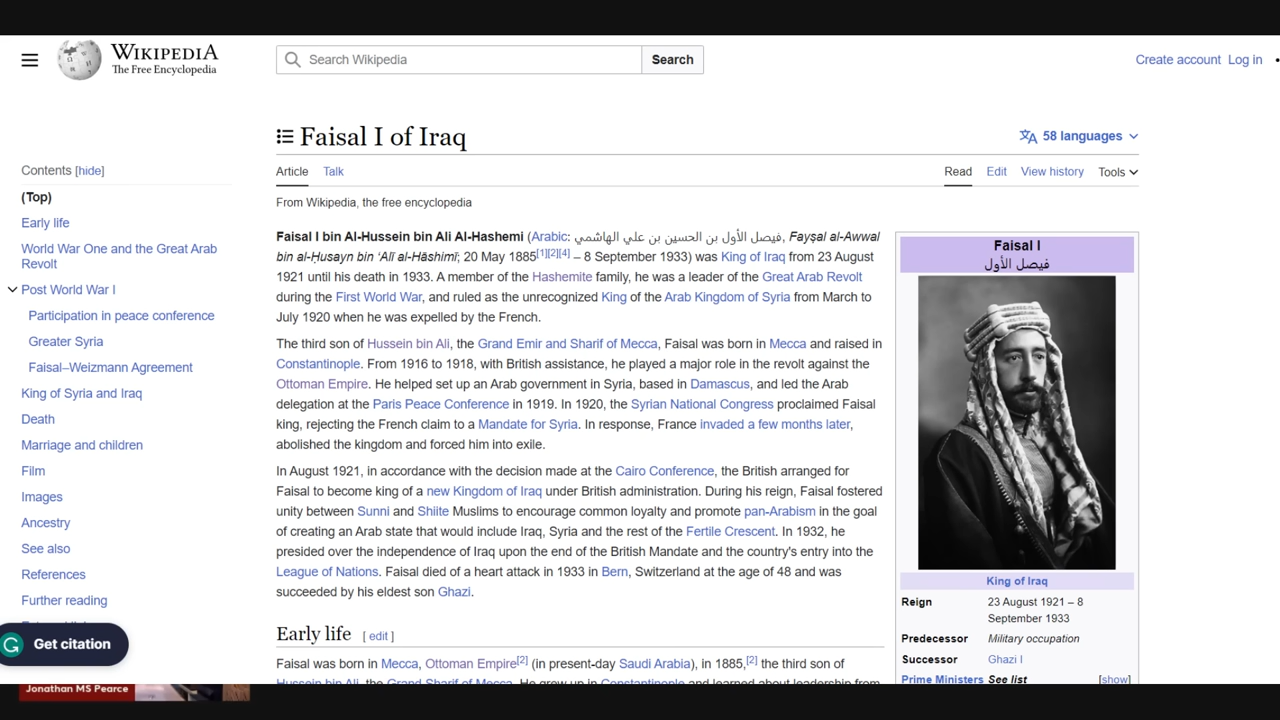 WIKIPEDIA
The Free Encyclopedia
Search Wikipedia
Search
Create account Log in
Faisal I of Iraq
58 languages
Article Talk
Read Edit View history Tools
From Wikipedia, the free encyclopedia
Contents [hide]
(Top)
Early life
World War One and the Great Arab
Revolt
Post World War I
Participation in peace conference
Greater Syria
Faisal–Weizmann Agreement
King of Syria and Iraq
Death
Marriage and children
Film
Images
Ancestry
See also
References
Further reading
Get citation
Jonathan MS Pearce
Faisal I bin Al-Hussein bin Ali Al-Hashemi (Arabic: فيصل الأول بن الحسين بن علي الهاشمي, Fayṣal al-Awwal
bin al-Ḥusayn bin ‘Alī al-Hāshimī; 20 May 1885[1][2][4] – 8 September 1933) was King of Iraq from 23 August
1921 until his death in 1933. A member of the Hashemite family, he was a leader of the Great Arab Revolt
during the First World War, and ruled as the unrecognized King of the Arab Kingdom of Syria from March to
July 1920 when he was expelled by the French.
The third son of Hussein bin Ali, the Grand Emir and Sharif of Mecca, Faisal was born in Mecca and raised in
Constantinople. From 1916 to 1918, with British assistance, he played a major role in the revolt against the
Ottoman Empire. He helped set up an Arab government in Syria, based in Damascus, and led the Arab
delegation at the Paris Peace Conference in 1919. In 1920, the Syrian National Congress proclaimed Faisal
king, rejecting the French claim to a Mandate for Syria. In response, France invaded a few months later,
abolished the kingdom and forced him into exile.
In August 1921, in accordance with the decision made at the Cairo Conference, the British arranged for
Faisal to become king of a new Kingdom of Iraq under British administration. During his reign, Faisal fostered
unity between Sunni and Shiite Muslims to encourage common loyalty and promote pan-Arabism in the goal
of creating an Arab state that would include Iraq, Syria and the rest of the Fertile Crescent. In 1932, he
presided over the independence of Iraq upon the end of the British Mandate and the country's entry into the
League of Nations. Faisal died of a heart attack in 1933 in Bern, Switzerland at the age of 48 and was
succeeded by his eldest son Ghazi.
Early life [ edit ]
Faisal was born in Mecca, Ottoman Empire[2] (in present-day Saudi Arabia), in 1885,[2] the third son of
Hussein bin Ali, the Grand Sharif of Mecca. He grew up in Constantinople and learned about leadership from
Faisal I
فيصل الأول
King of Iraq
Reign 23 August 1921 – 8
September 1933
Predecessor Military occupation
Successor Ghazi I
Prime Ministers See list [show]